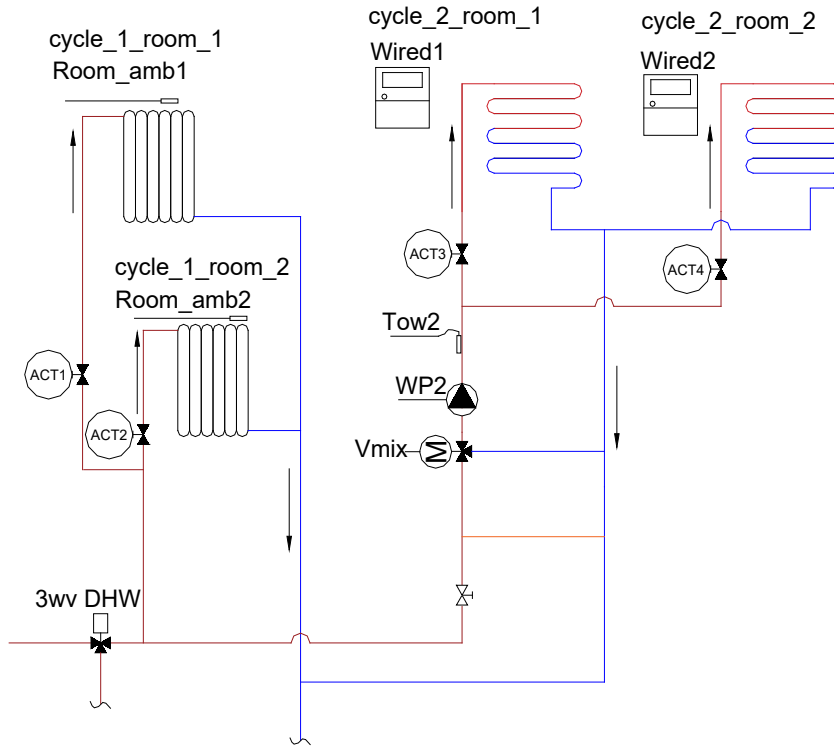 cycle_1_room_1
Room_amb1
cycle_2_room_1
Wired1
cycle_2_room_2
Wired2
cycle_1_room_2
Room_amb2
ACT3
ACT4
Tow2
ACT1
WP2
ACT2
Vmix
M
3wv DHW